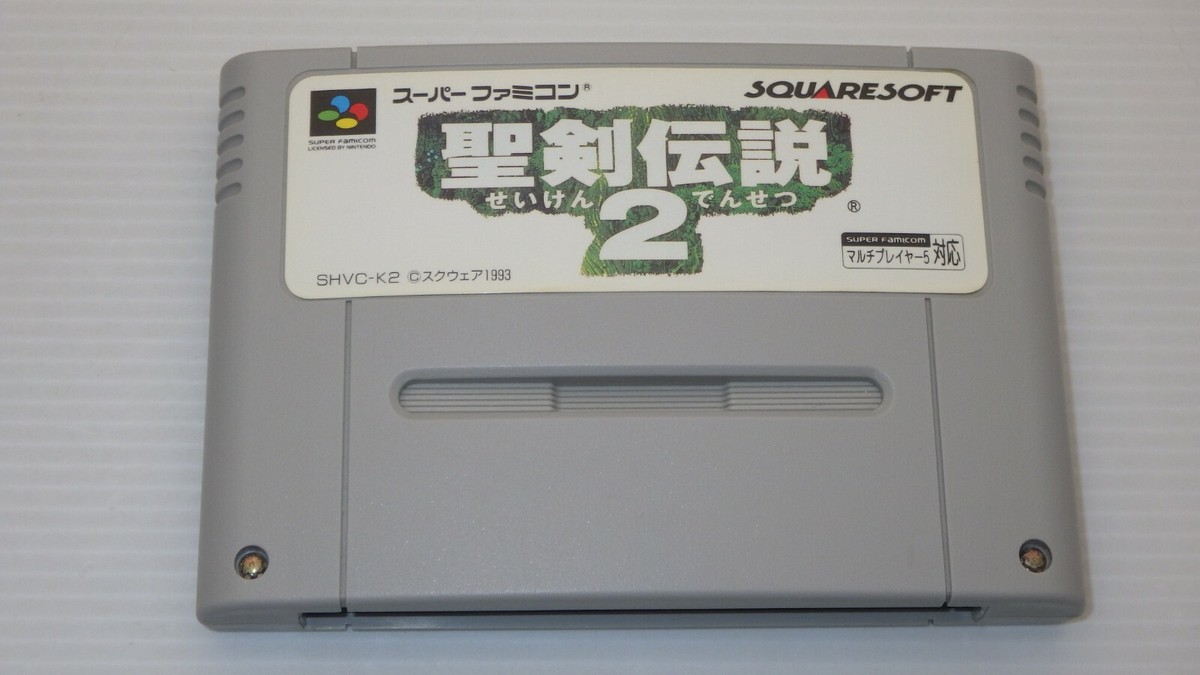 スーパーファミコン®
SQUARESOFT
SUPER FAMICOM
LICENSED BY NINTENDO
聖剣伝説
せいけんでんせつ
2
®
SUPER FAMICOM
マルチプレイヤー5 対応
SHVC-K2 ©スクウェア1993